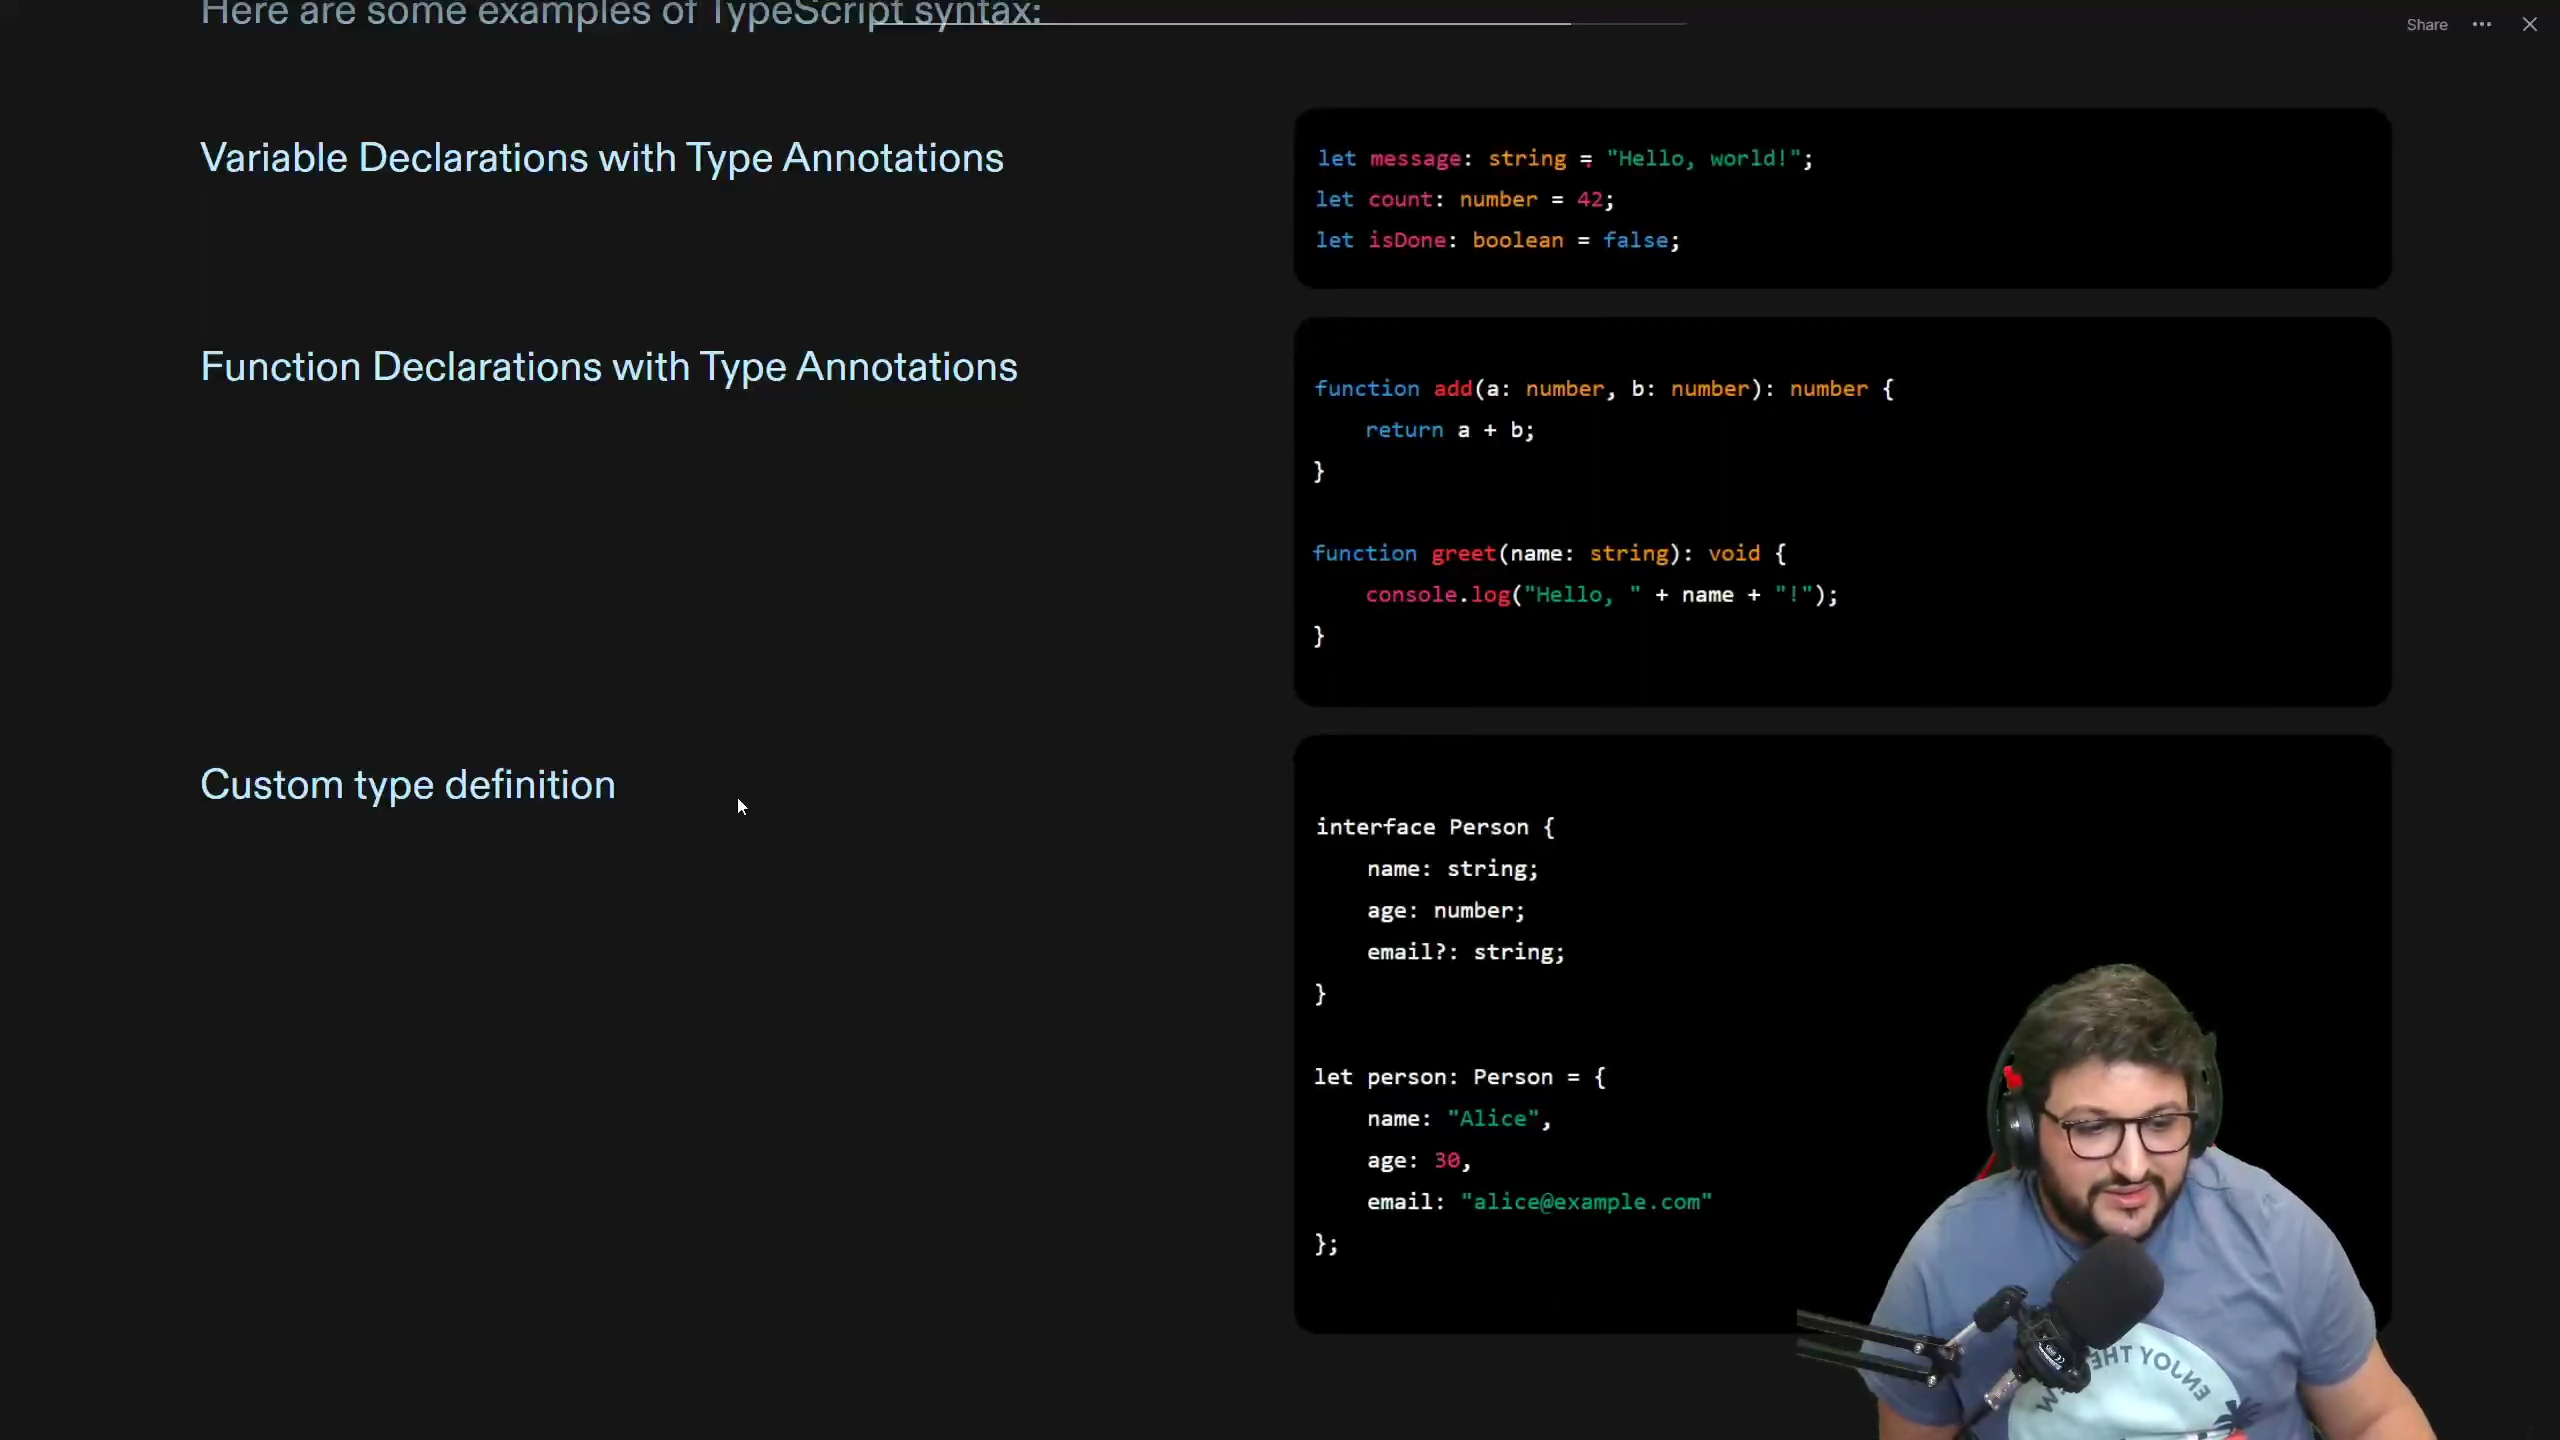 Here are some examples of TypeScript syntax:
Share
Variable Declarations with Type Annotations
let message: string = "Hello, world!";
let count: number = 42;
let isDone: boolean = false;
Function Declarations with Type Annotations
function add(a: number, b: number): number {
    return a + b;
}
function greet(name: string): void {
    console.log("Hello, " + name + "!");
}
Custom type definition
interface Person {
    name: string;
    age: number;
    email?: string;
}
let person: Person = {
    name: "Alice",
    age: 30,
    email: "alice@example.com"
};
ENJOY THE